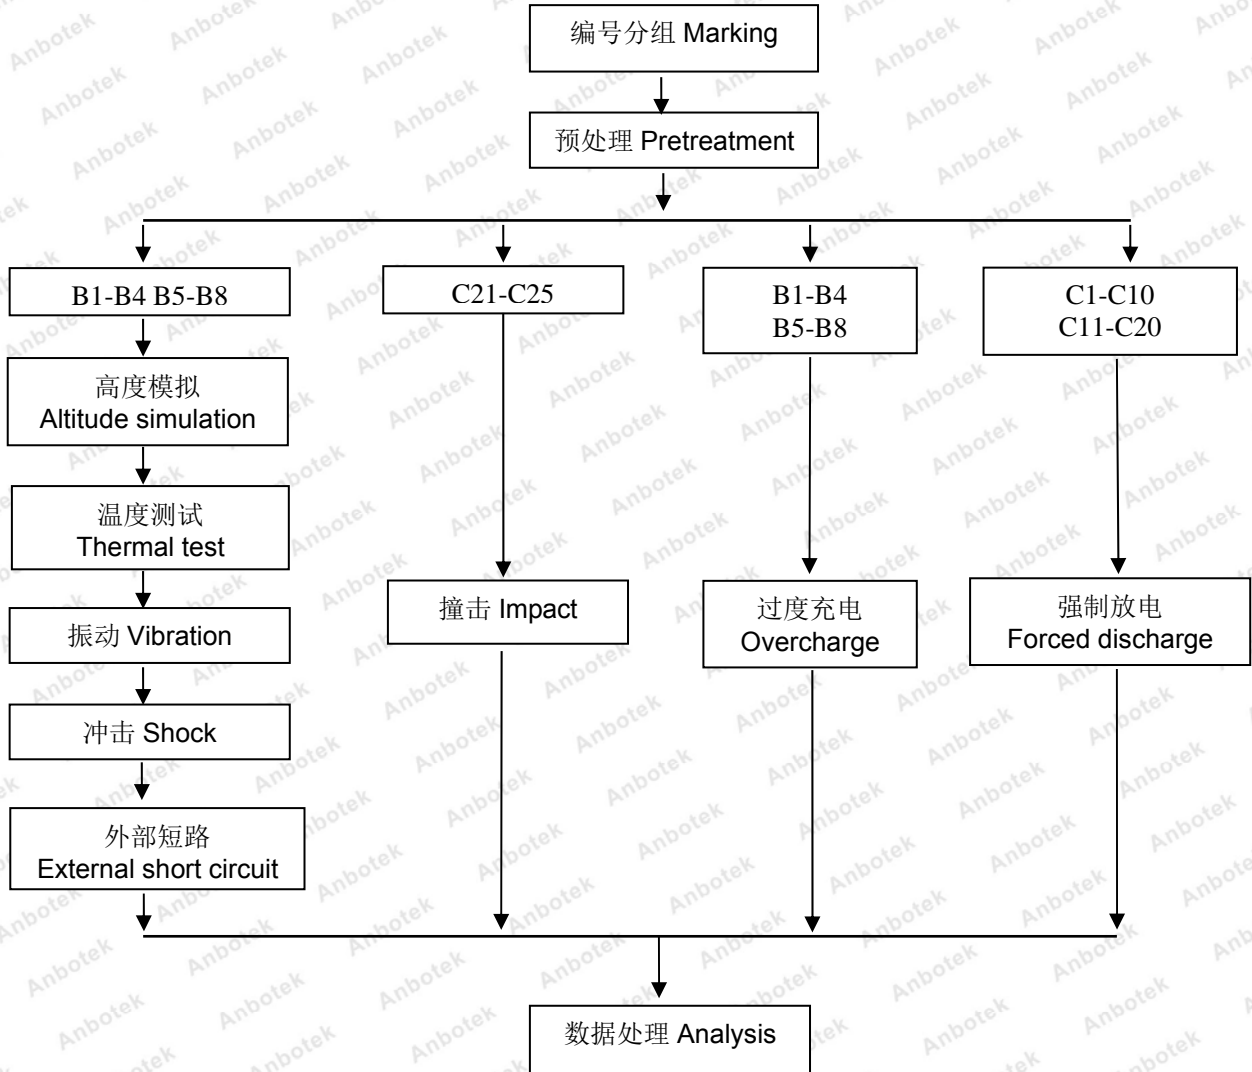 编号分组 Marking
预处理 Pretreatment
B1-B4 B5-B8
C21-C25
B1-B4
B5-B8
C1-C10
C11-C20
高度模拟
Altitude simulation
温度测试
Thermal test
振动 Vibration
冲击 Shock
外部短路
External short circuit
撞击 Impact
过度充电
Overcharge
强制放电
Forced discharge
数据处理 Analysis
Anbotek